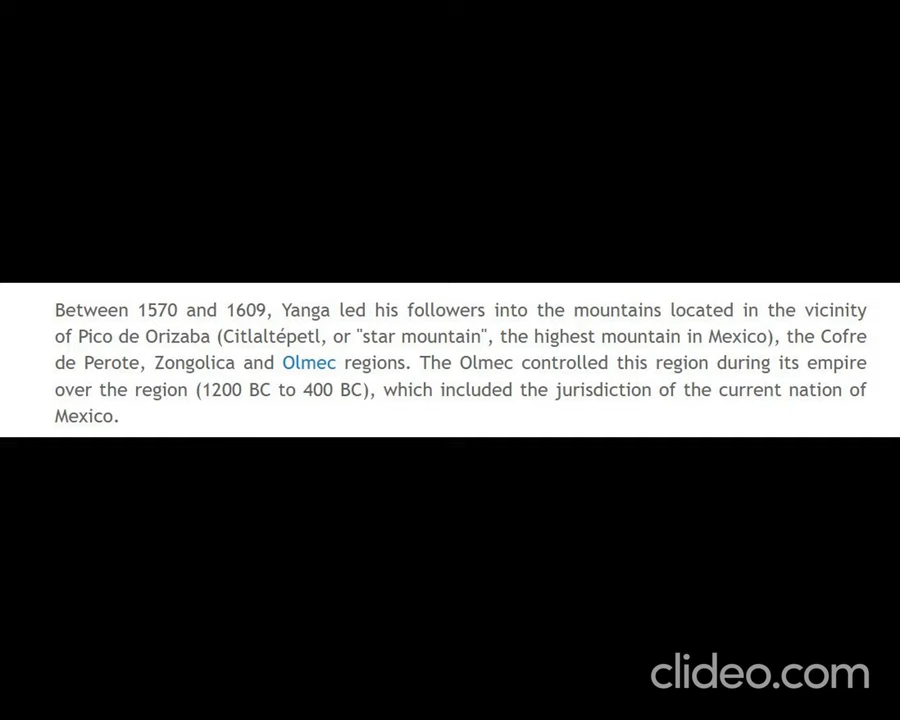 Between 1570 and 1609, Yanga led his followers into the mountains located in the vicinity
of Pico de Orizaba (Citlaltépetl, or "star mountain", the highest mountain in Mexico), the Cofre
de Perote, Zongolica and Olmec regions. The Olmec controlled this region during its empire
over the region (1200 BC to 400 BC), which included the jurisdiction of the current nation of
Mexico.
clideo.com